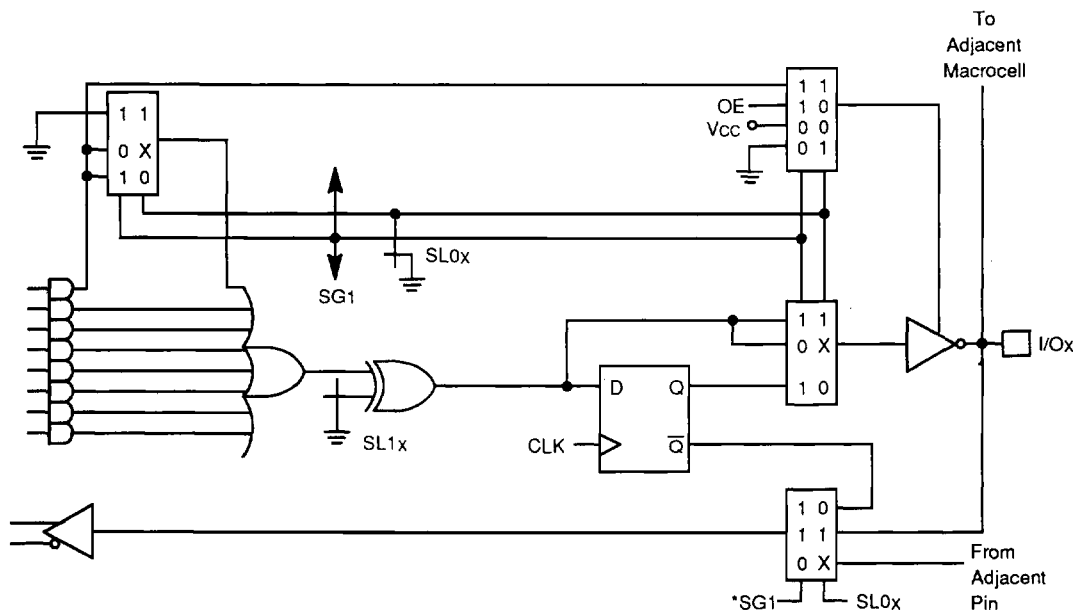 To
Adjacent
Macrocell
1 1
0 X
1 0
OE
Vcc
1 1
1 0
0 0
0 1
SL0x
SG1
1 1
0 X
1 0
I/Ox
D Q
CLK Q
SL1x
1 0
1 1
0 X
*SG1 SL0x
From
Adjacent
Pin